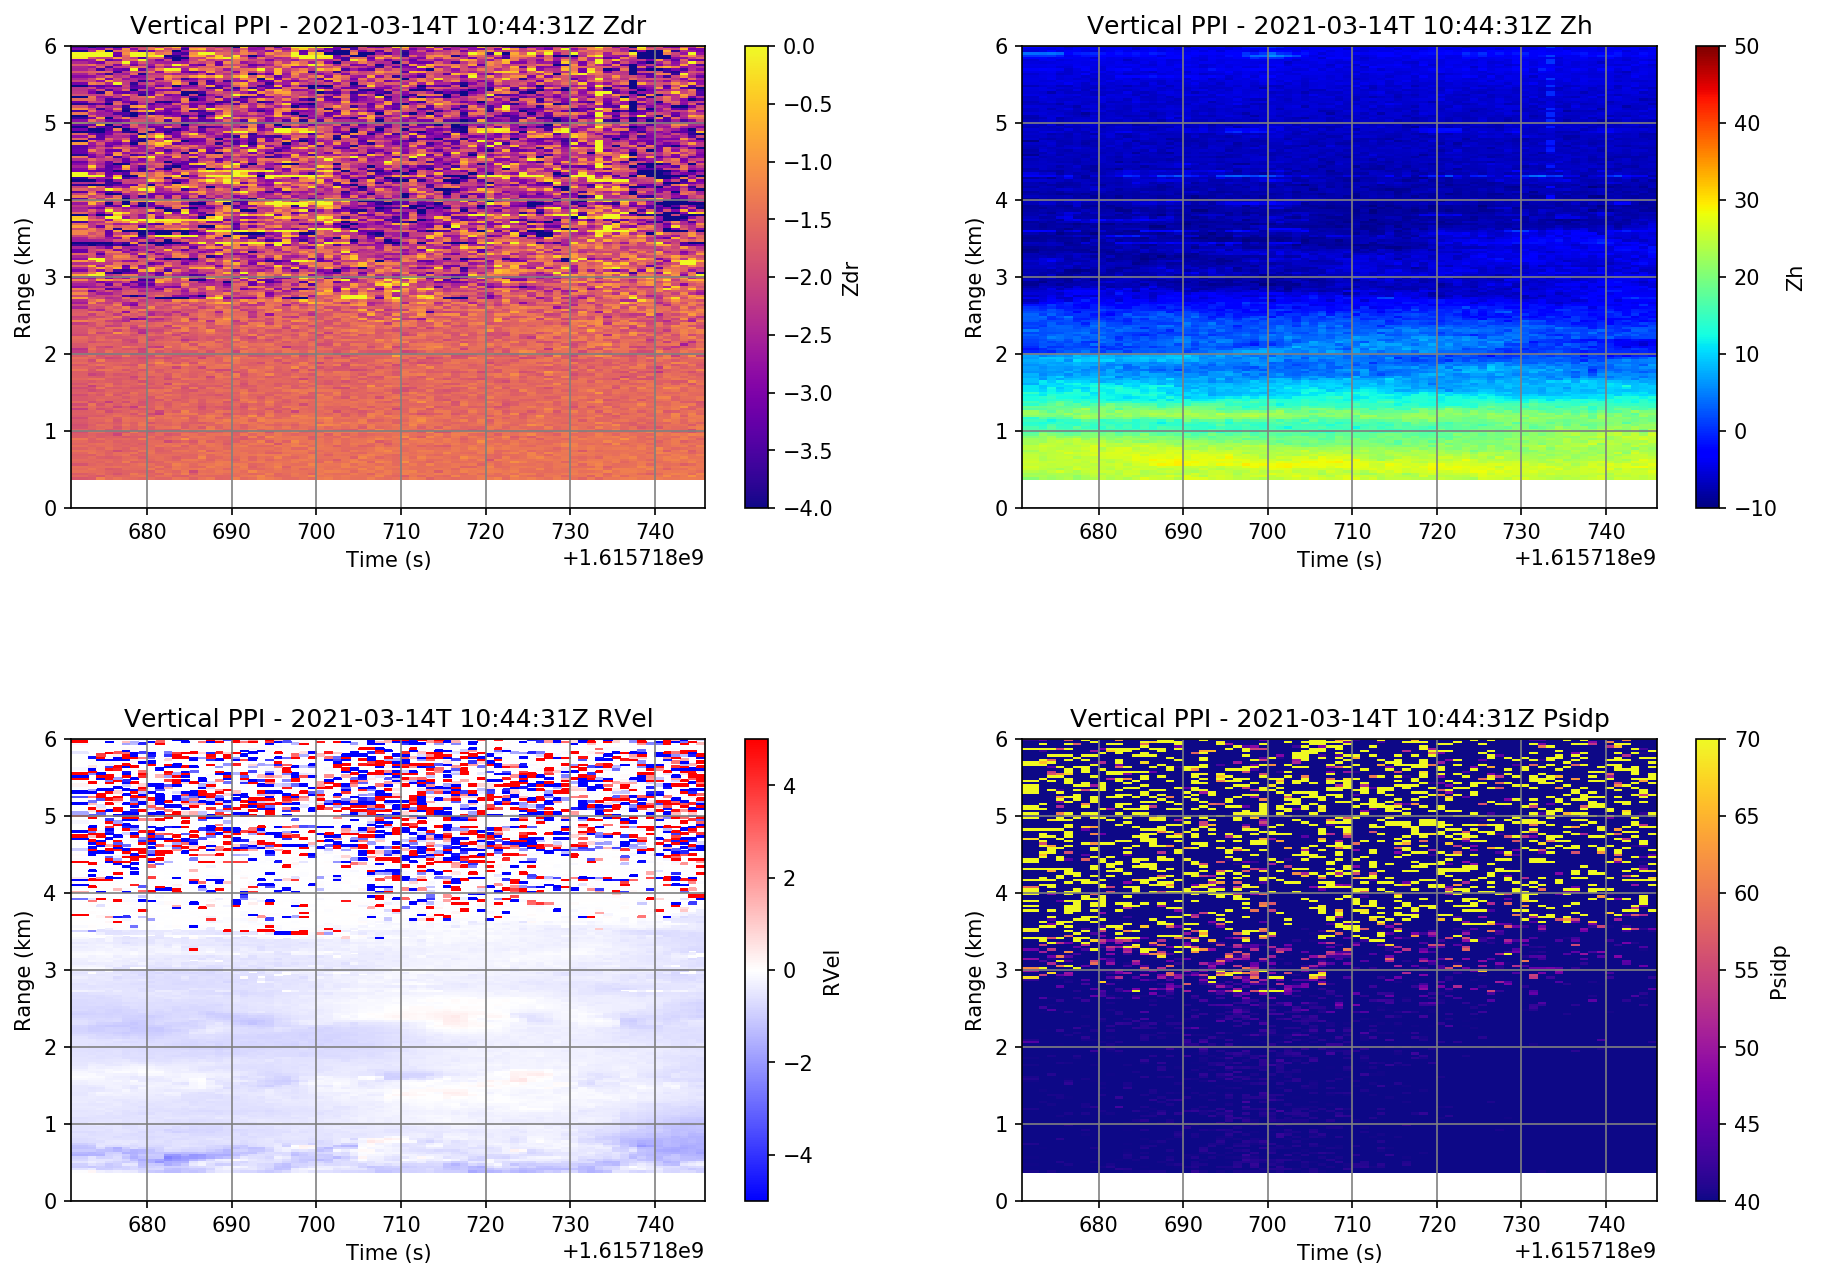 Vertical PPI - 2021-03-14T 10:44:31Z Zdr
6
5
4
3
2
1
0
Range (km)
680 690 700 710 720 730 740
Time (s)
+1.615718e9
0.0
−0.5
−1.0
−1.5
−2.0
−2.5
−3.0
−3.5
−4.0
Zdr
Vertical PPI - 2021-03-14T 10:44:31Z Zh
6
5
4
3
2
1
0
Range (km)
680 690 700 710 720 730 740
Time (s)
+1.615718e9
50
40
30
20
10
0
−10
Zh
Vertical PPI - 2021-03-14T 10:44:31Z RVel
6
5
4
3
2
1
0
Range (km)
680 690 700 710 720 730 740
Time (s)
+1.615718e9
4
2
0
−2
−4
RVel
Vertical PPI - 2021-03-14T 10:44:31Z Psidp
6
5
4
3
2
1
0
Range (km)
680 690 700 710 720 730 740
Time (s)
+1.615718e9
70
65
60
55
50
45
40
Psidp